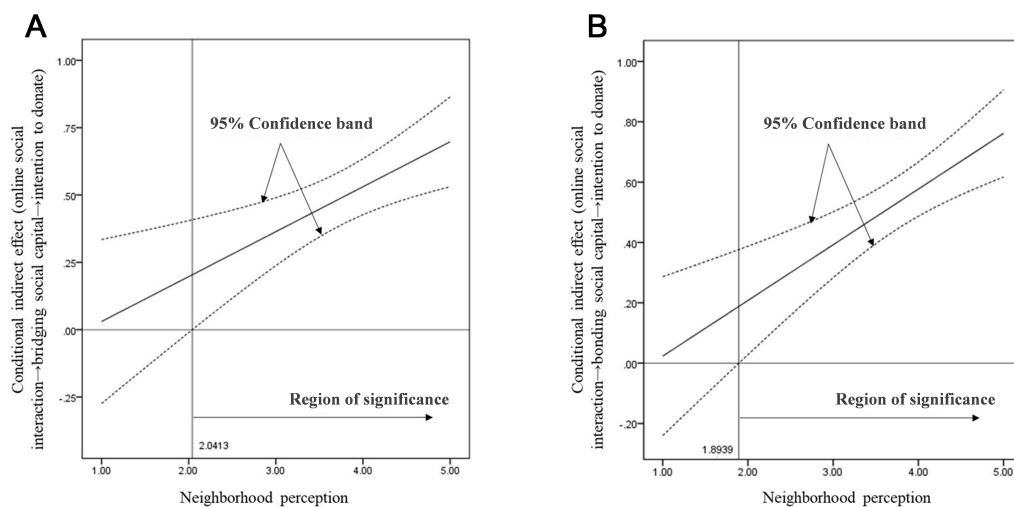 A
Conditional indirect effect (online social
interaction→bridging social capital→intention to donate)
1.00
.75
.50
.25
.00
-.25
95% Confidence band
Region of significance
2.0413
1.00 2.00 3.00 4.00 5.00
Neighborhood perception
B
Conditional indirect effect (online social
interaction→bonding social capital→intention to donate)
1.00
.80
.60
.40
.20
.00
-.20
95% Confidence band
Region of significance
1.8939
1.00 2.00 3.00 4.00 5.00
Neighborhood perception